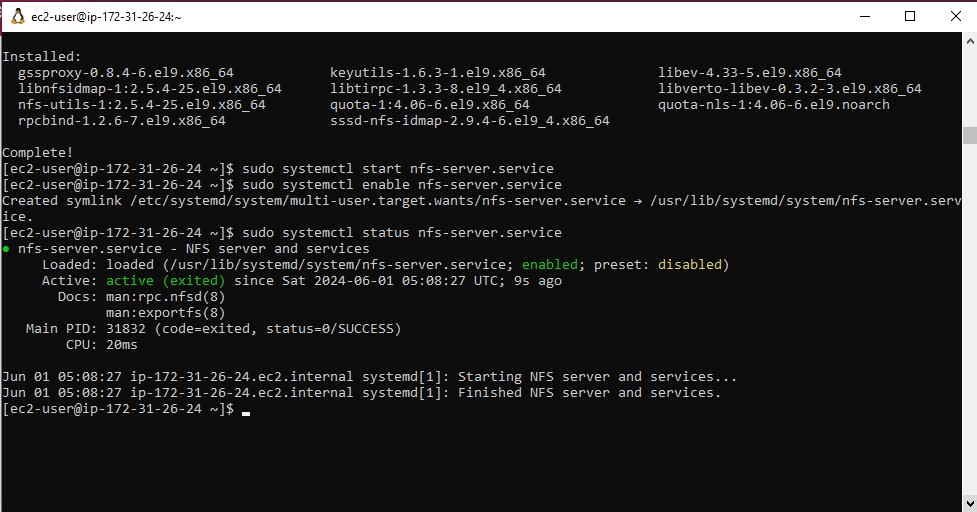 ec2-user@ip-172-31-26-24:~
Installed:
  gssproxy-0.8.4-6.el9.x86_64            keyutils-1.6.3-1.el9.x86_64              libev-4.33-5.el9.x86_64
  libnfsidmap-1:2.5.4-25.el9.x86_64      libtirpc-1.3.3-8.el9_4.x86_64            libverto-libev-0.3.2-3.el9.x86_64
  nfs-utils-1:2.5.4-25.el9.x86_64        quota-1:4.06-6.el9.x86_64                quota-nls-1:4.06-6.el9.noarch
  rpcbind-1.2.6-7.el9.x86_64             sssd-nfs-idmap-2.9.4-6.el9_4.x86_64
Complete!
[ec2-user@ip-172-31-26-24 ~]$ sudo systemctl start nfs-server.service
[ec2-user@ip-172-31-26-24 ~]$ sudo systemctl enable nfs-server.service
Created symlink /etc/systemd/system/multi-user.target.wants/nfs-server.service → /usr/lib/systemd/system/nfs-server.serv
ice.
[ec2-user@ip-172-31-26-24 ~]$ sudo systemctl status nfs-server.service
● nfs-server.service - NFS server and services
     Loaded: loaded (/usr/lib/systemd/system/nfs-server.service; enabled; preset: disabled)
     Active: active (exited) since Sat 2024-06-01 05:08:27 UTC; 9s ago
       Docs: man:rpc.nfsd(8)
             man:exportfs(8)
   Main PID: 31832 (code=exited, status=0/SUCCESS)
        CPU: 20ms
Jun 01 05:08:27 ip-172-31-26-24.ec2.internal systemd[1]: Starting NFS server and services...
Jun 01 05:08:27 ip-172-31-26-24.ec2.internal systemd[1]: Finished NFS server and services.
[ec2-user@ip-172-31-26-24 ~]$